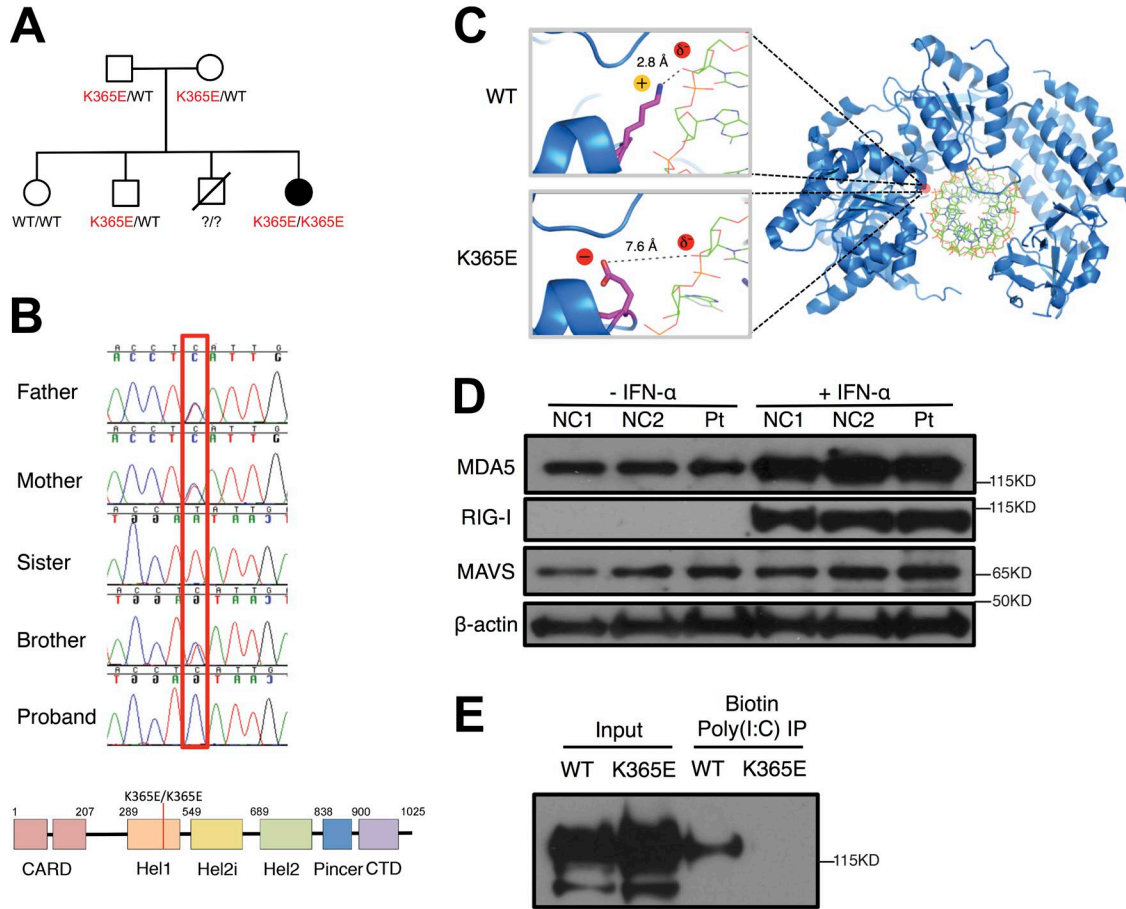 A
K365E/WT
K365E/WT
WT/WT
K365E/WT
?/?
K365E/K365E
B
A C C T C A T T G
A C C T C A T T G
Father
A C C T C A T T G
A C C T C A T T G
Mother
A C C T T A T T G
T G G A A T A A C T
Sister
A C C T C A T T G
T G G A G T A A C T
Brother
A C C T C A T T G
T G G A G T A A C
Proband
K365E/K365E
1
207
289
549
689
838
900
1025
CARD
Hel1
Hel2i
Hel2
Pincer
CTD
C
WT
2.8 Å
+
δ-
K365E
7.6 Å
−
δ-
D
- IFN-α
+ IFN-α
NC1 NC2 Pt NC1 NC2 Pt
MDA5
115KD
RIG-I
115KD
MAVS
65KD
50KD
β-actin
E
Input
Biotin
Poly(I:C) IP
WT K365E WT K365E
115KD